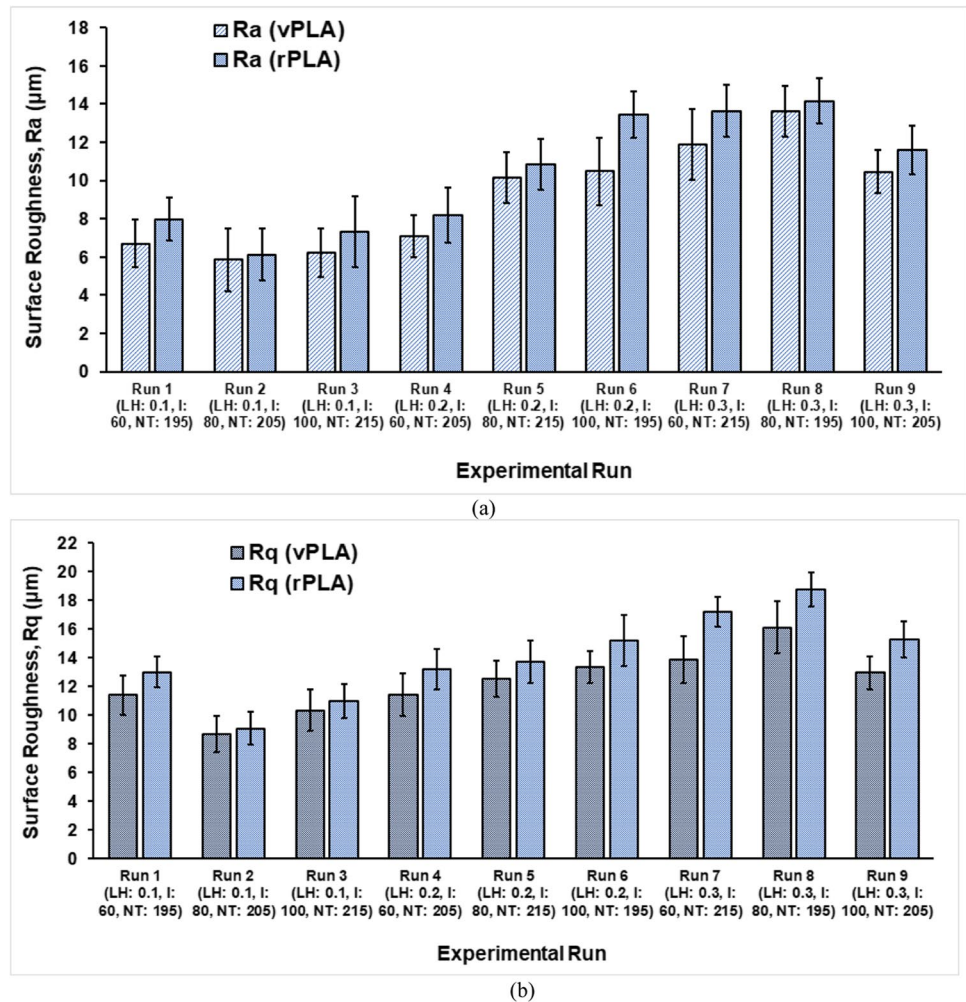 18
16
14
12
10
8
6
4
2
0
Surface Roughness, Ra (µm)
Ra (vPLA)
Ra (rPLA)
Run 1 Run 2 Run 3 Run 4 Run 5 Run 6 Run 7 Run 8 Run 9
(LH: 0.1, I: (LH: 0.1, I: (LH: 0.1, I: (LH: 0.2, I: (LH: 0.2, I: (LH: 0.2, I: (LH: 0.3, I: (LH: 0.3, I: (LH: 0.3, I:
60, NT: 195) 80, NT: 205) 100, NT: 215) 60, NT: 205) 80, NT: 215) 100, NT: 195) 60, NT: 215) 80, NT: 195) 100, NT: 205)
Experimental Run
(a)
22
20
18
16
14
12
10
8
6
4
2
0
Surface Roughness, Rq (µm)
Rq (vPLA)
Rq (rPLA)
Run 1 Run 2 Run 3 Run 4 Run 5 Run 6 Run 7 Run 8 Run 9
(LH: 0.1, I: (LH: 0.1, I: (LH: 0.1, I: (LH: 0.2, I: (LH: 0.2, I: (LH: 0.2, I: (LH: 0.3, I: (LH: 0.3, I: (LH: 0.3, I:
60, NT: 195) 80, NT: 205) 100, NT: 215) 60, NT: 205) 80, NT: 215) 100, NT: 195) 60, NT: 215) 80, NT: 195) 100, NT: 205)
Experimental Run
(b)